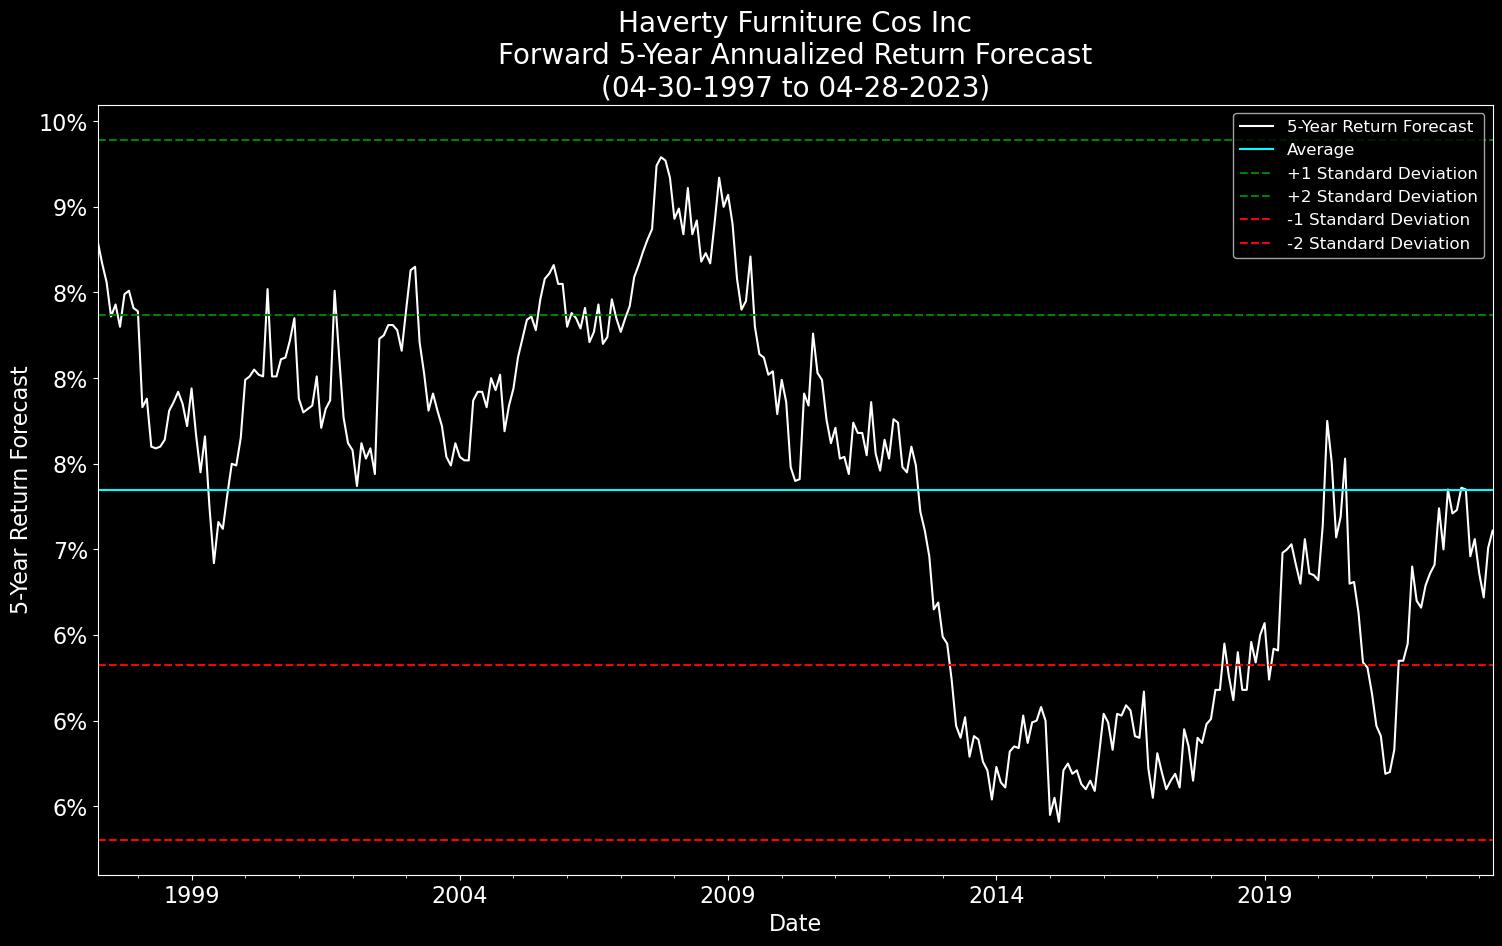 Haverty Furniture Cos Inc
Forward 5-Year Annualized Return Forecast
(04-30-1997 to 04-28-2023)
10%
9%
8%
8%
8%
7%
6%
6%
6%
5-Year Return Forecast
5-Year Return Forecast
Average
+1 Standard Deviation
+2 Standard Deviation
-1 Standard Deviation
-2 Standard Deviation
1999
2004
2009
2014
2019
Date